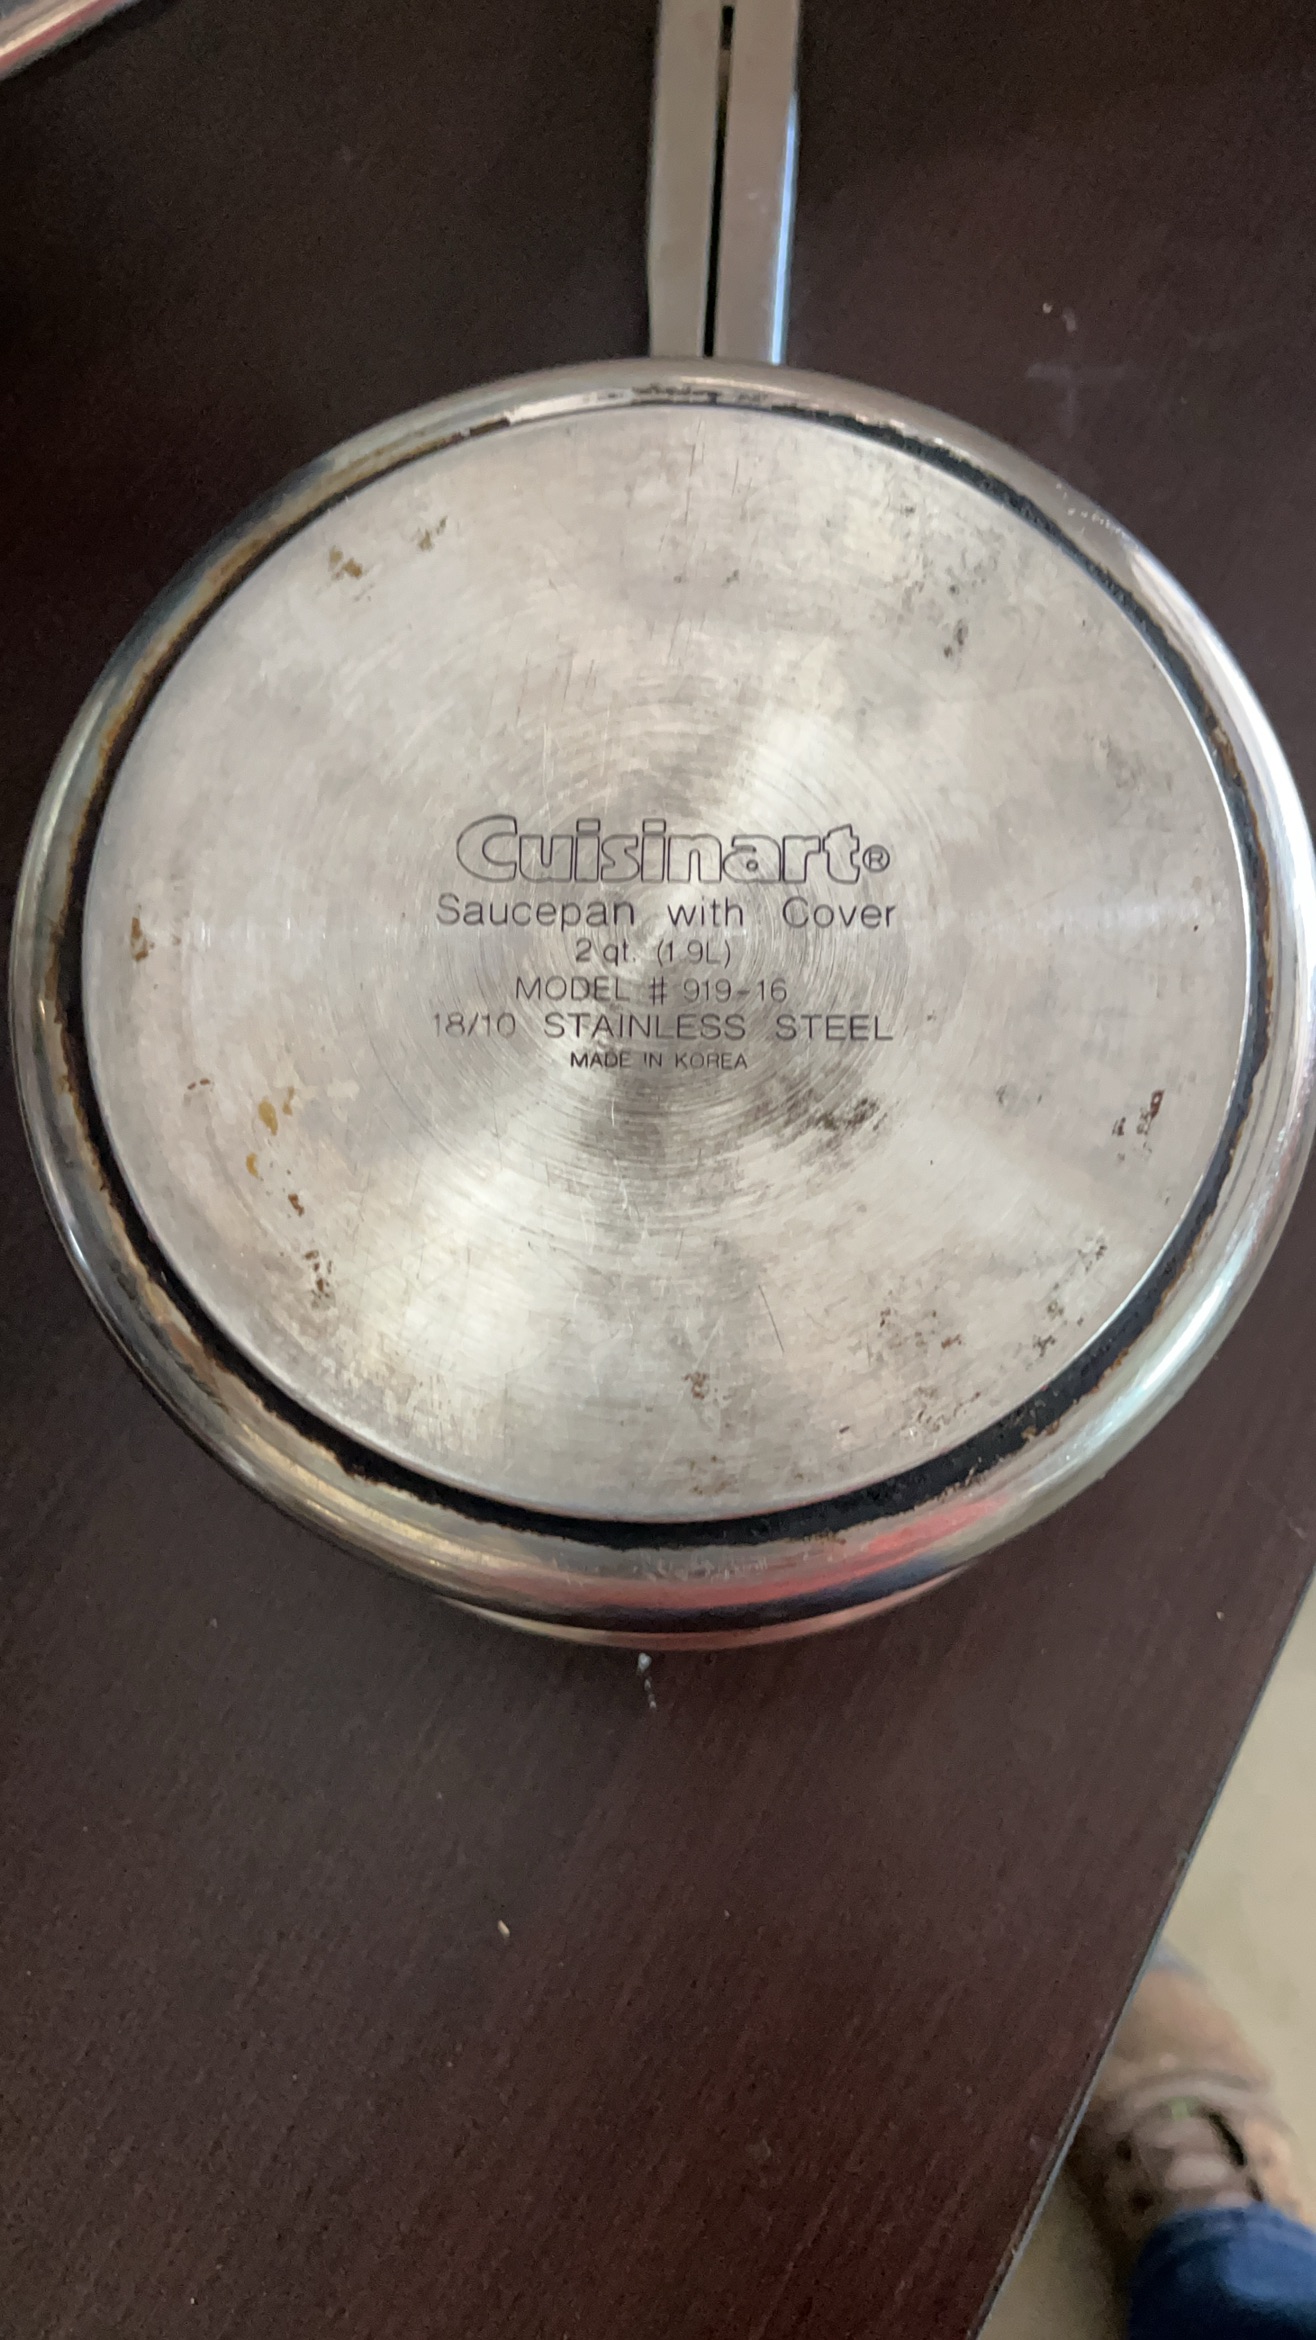 Cuisinart®
Saucepan with Cover
2 qt. (1.9L)
MODEL # 919-16
18/10 STAINLESS STEEL
MADE IN KOREA